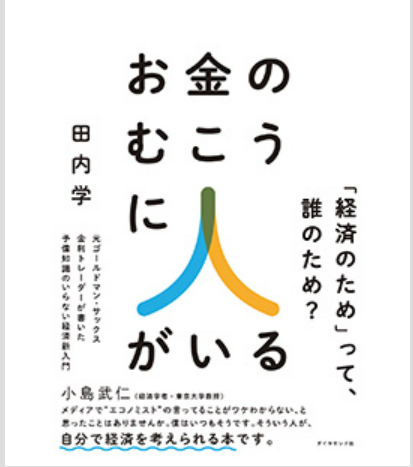 お金の
むこう
に人
がいる
「経済のため」って、
誰のため？
田内学
元ゴールドマン・サックス
金利トレーダーが書いた
予備知識のいらない経済新入門
小島武仁（経済学者・東京大学教授）
メディアで“エコノミスト”の言ってることがワケわからない、と
思ったことはありませんか。僕はいつもそうです。そういう人が、
自分で経済を考えられる本です。
ダイヤモンド社